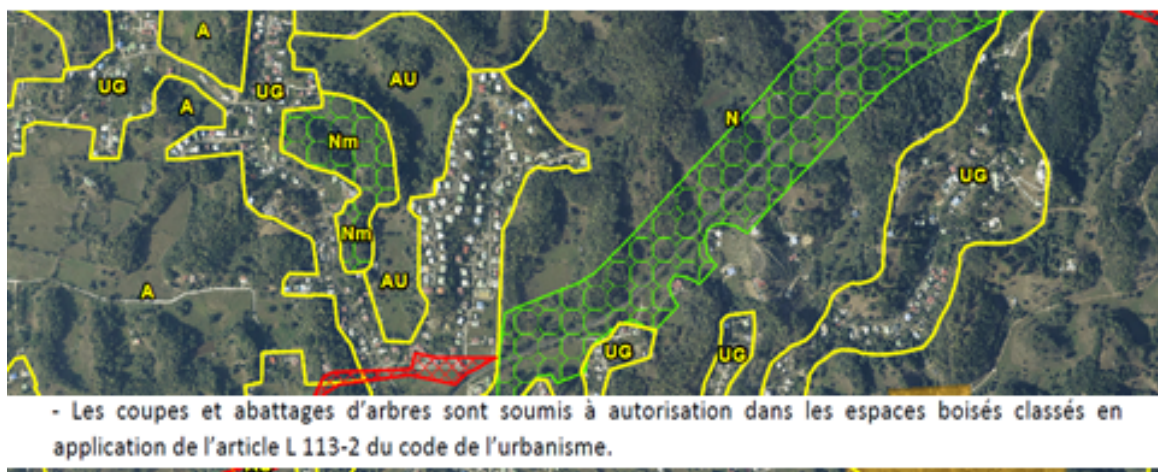 A
UG
A
UG
AU
Nm
N
UG
Nm
AU
A
UG
UG
- Les coupes et abattages d’arbres sont soumis à autorisation dans les espaces boisés classés en
application de l’article L 113-2 du code de l’urbanisme.